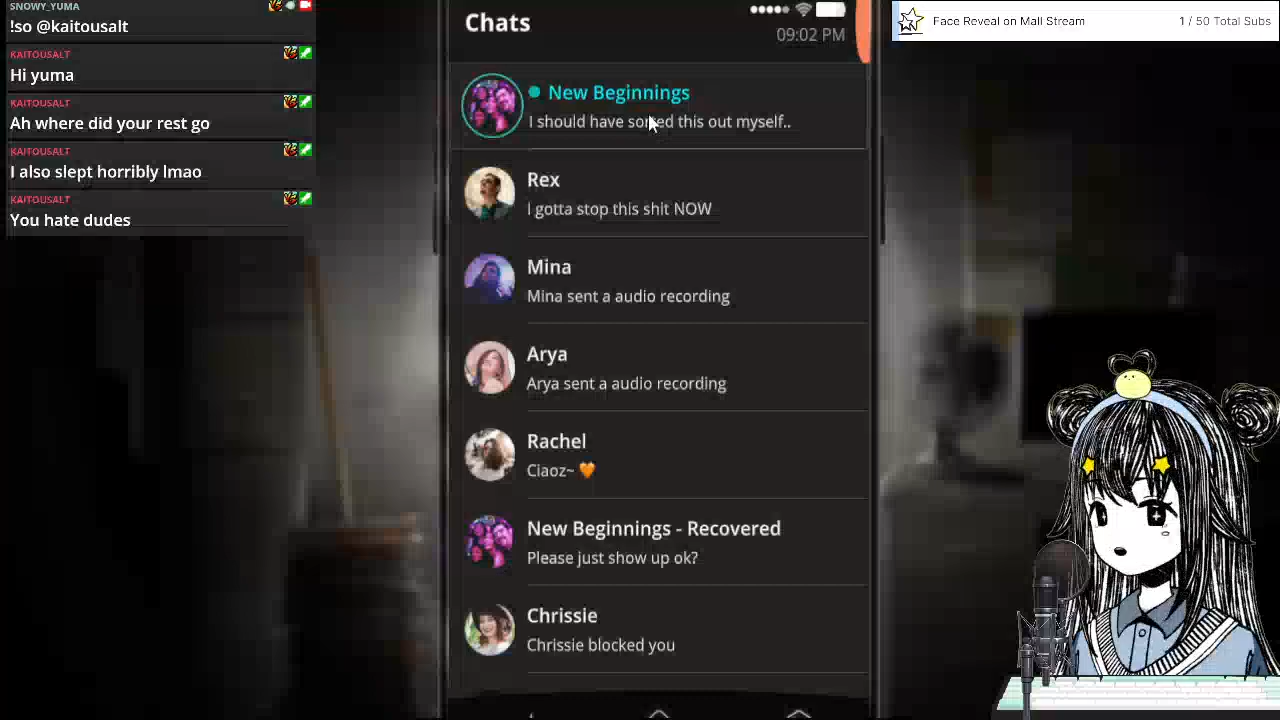 SNOWY_YUMA
!so @kaitousalt
KAITOUSALT
Hi yuma
KAITOUSALT
Ah where did your rest go
KAITOUSALT
I also slept horribly lmao
KAITOUSALT
You hate dudes
Chats
09:02 PM
New Beginnings
I should have sorted this out myself..
Rex
I gotta stop this shit NOW
Mina
Mina sent a audio recording
Arya
Arya sent a audio recording
Rachel
Ciaoz~ 🧡
New Beginnings - Recovered
Please just show up ok?
Chrissie
Chrissie blocked you
Face Reveal on Mall Stream
1 / 50 Total Subs